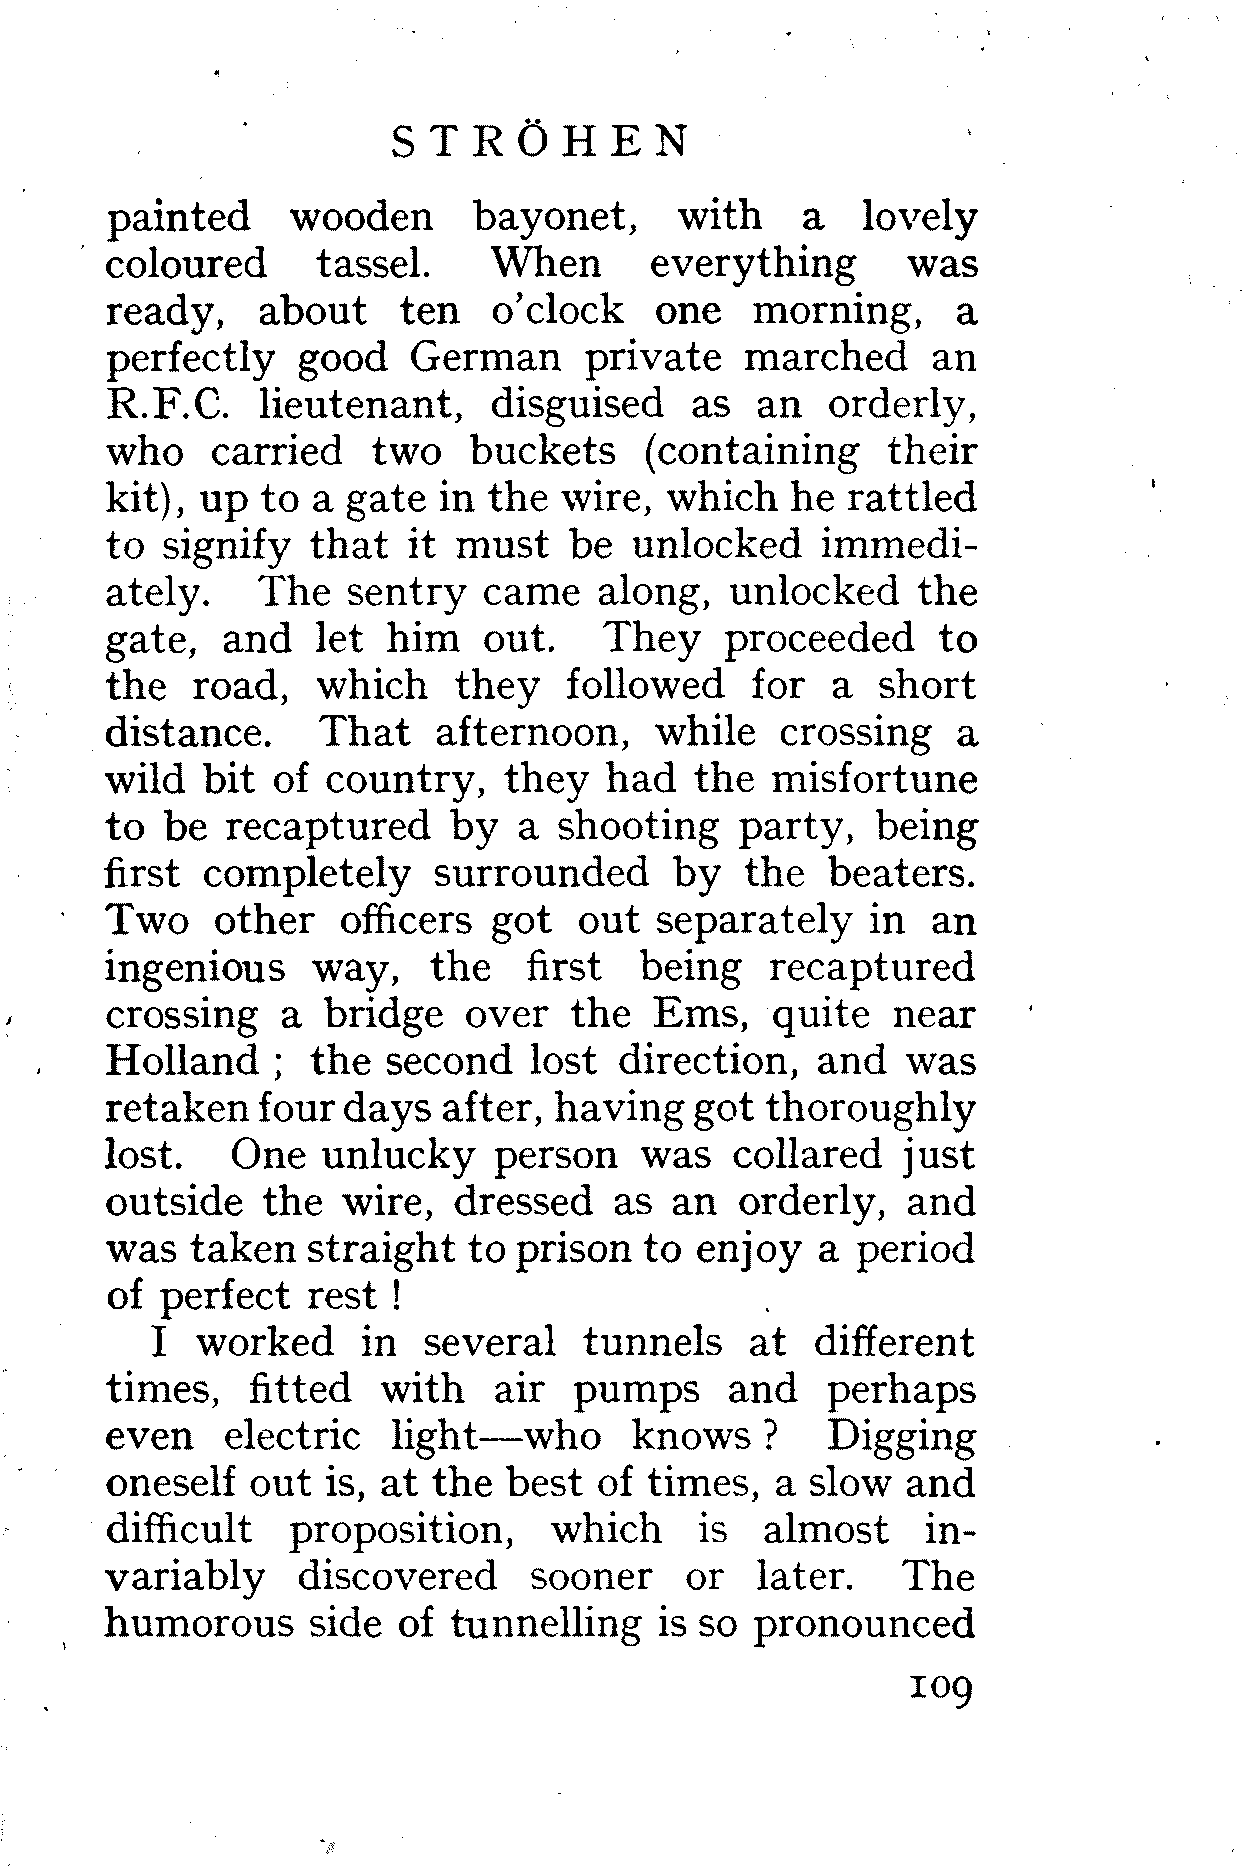 STRÖHEN
painted wooden bayonet, with a lovely
coloured tassel. When everything was
ready, about ten o'clock one morning, a
perfectly good German private marched an
R.F.C. lieutenant, disguised as an orderly,
who carried two buckets (containing their
kit), up to a gate in the wire, which he rattled
to signify that it must be unlocked immedi-
ately. The sentry came along, unlocked the
gate, and let him out. They proceeded to
the road, which they followed for a short
distance. That afternoon, while crossing a
wild bit of country, they had the misfortune
to be recaptured by a shooting party, being
first completely surrounded by the beaters.
Two other officers got out separately in an
ingenious way, the first being recaptured
crossing a bridge over the Ems, quite near
Holland ; the second lost direction, and was
retaken four days after, having got thoroughly
lost. One unlucky person was collared just
outside the wire, dressed as an orderly, and
was taken straight to prison to enjoy a period
of perfect rest !
I worked in several tunnels at different
times, fitted with air pumps and perhaps
even electric light—who knows ? Digging
oneself out is, at the best of times, a slow and
difficult proposition, which is almost in-
variably discovered sooner or later. The
humorous side of tunnelling is so pronounced
109